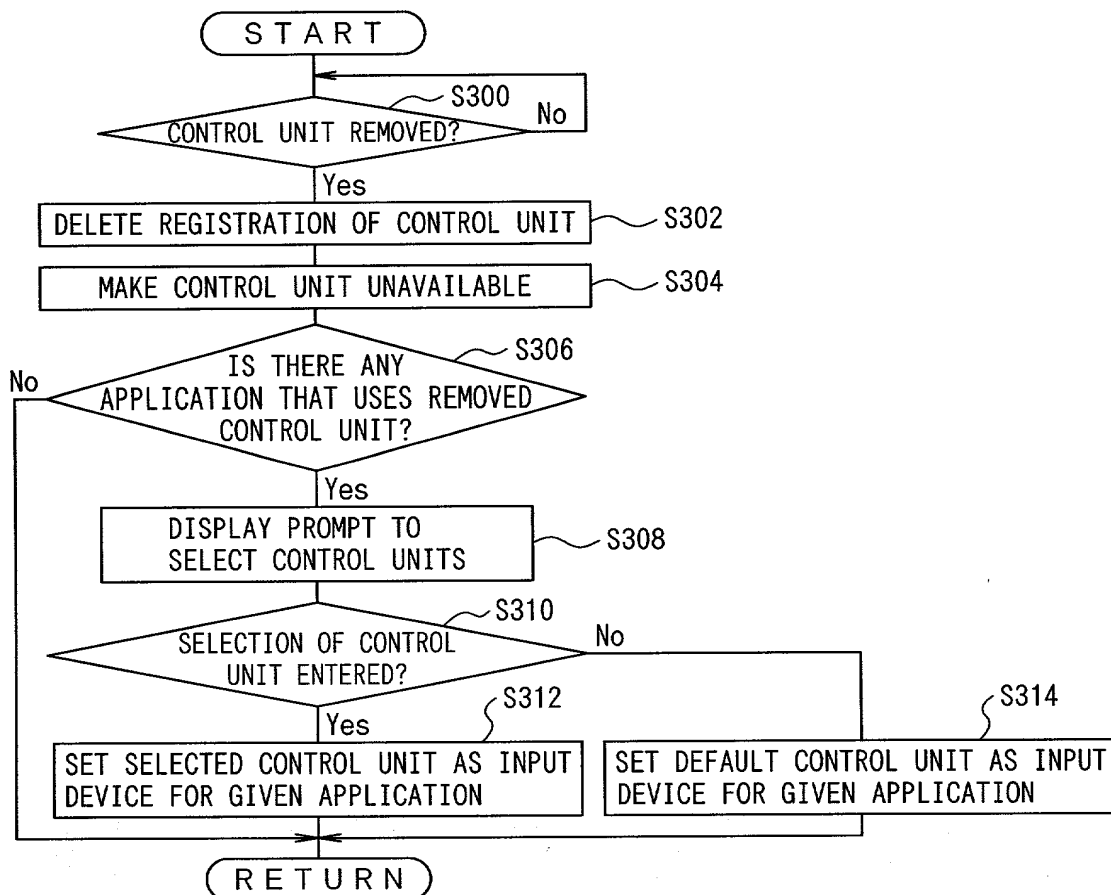 START
S300
No
CONTROL UNIT REMOVED?
Yes
DELETE REGISTRATION OF CONTROL UNIT
S302
MAKE CONTROL UNIT UNAVAILABLE
S304
S306
No
IS THERE ANY
APPLICATION THAT USES REMOVED
CONTROL UNIT?
Yes
DISPLAY PROMPT TO
SELECT CONTROL UNITS
S308
S310
No
SELECTION OF CONTROL
UNIT ENTERED?
Yes
S312
SET SELECTED CONTROL UNIT AS INPUT
DEVICE FOR GIVEN APPLICATION
S314
SET DEFAULT CONTROL UNIT AS INPUT
DEVICE FOR GIVEN APPLICATION
RETURN